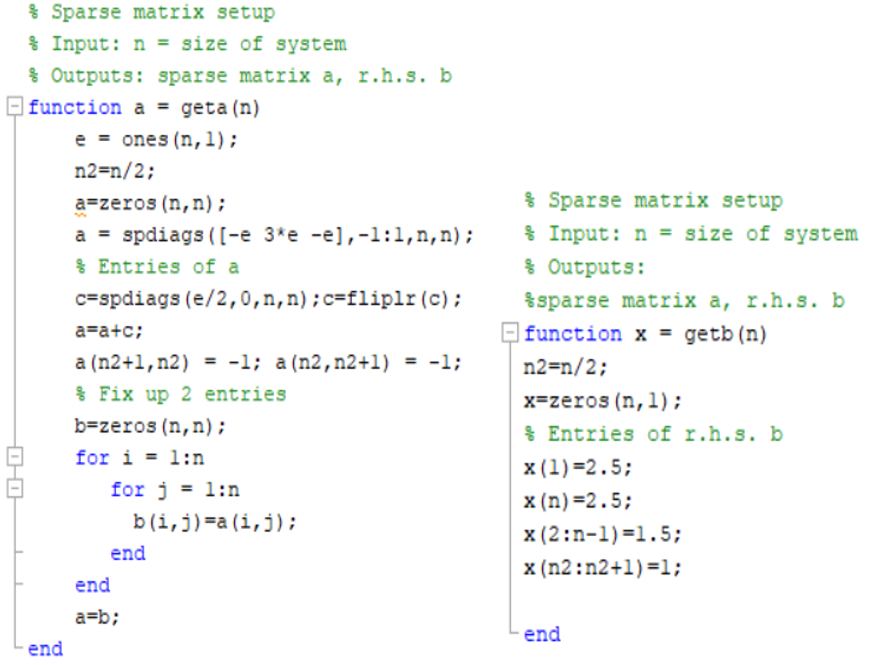 % Sparse matrix setup
% Input: n = size of system
% Outputs: sparse matrix a, r.h.s. b
function a = geta(n)
e = ones(n,1);
n2=n/2;
a=zeros(n,n);
a = spdiags([-e 3*e -e],-1:1,n,n);
% Entries of a
c=spdiags(e/2,0,n,n);c=fliplr(c);
a=a+c;
a(n2+1,n2) = -1; a(n2,n2+1) = -1;
% Fix up 2 entries
b=zeros(n,n);
for i = 1:n
for j = 1:n
b(i,j)=a(i,j);
end
end
a=b;
end
% Sparse matrix setup
% Input: n = size of system
% Outputs:
%sparse matrix a, r.h.s. b
function x = getb(n)
n2=n/2;
x=zeros(n,1);
% Entries of r.h.s. b
x(1)=2.5;
x(n)=2.5;
x(2:n-1)=1.5;
x(n2:n2+1)=1;
end